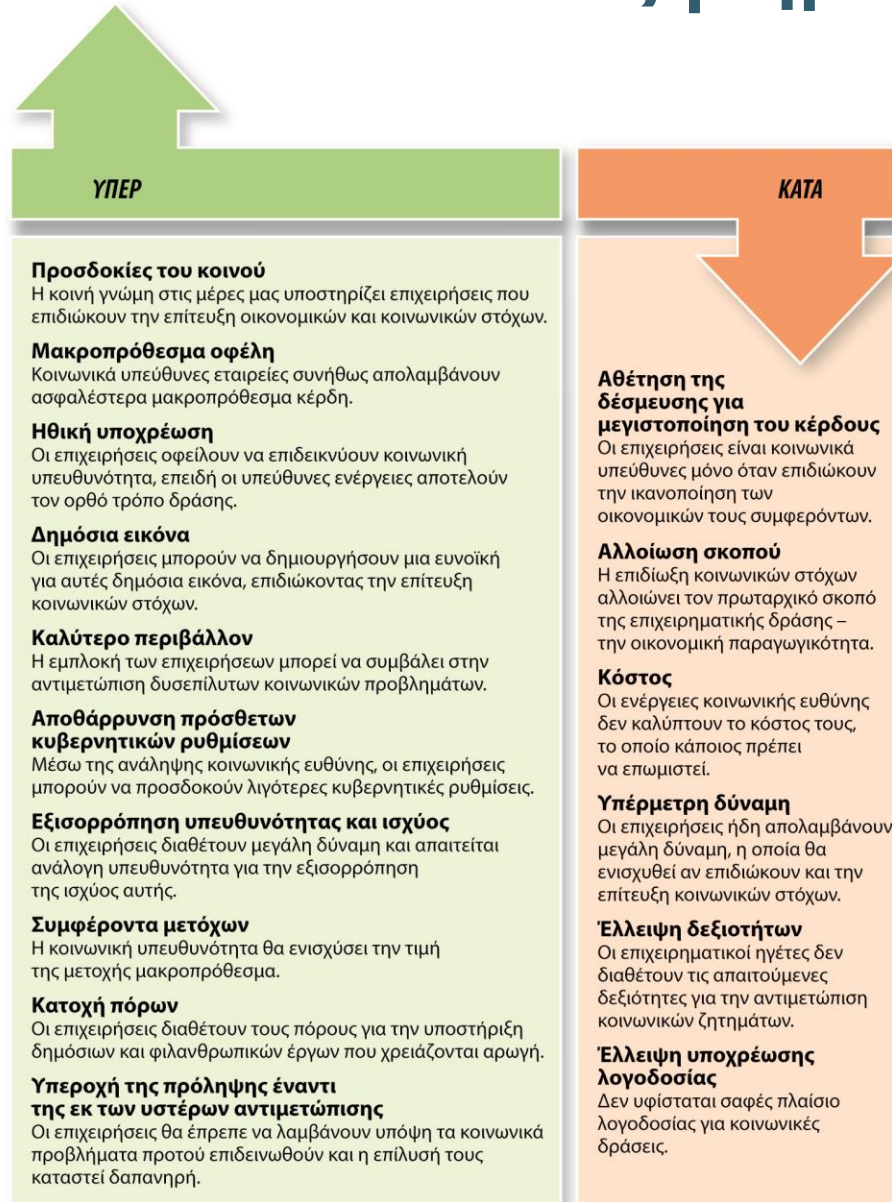 ΥΠΕΡ
Προσδοκίες του κοινού
Η κοινή γνώμη στις μέρες μας υποστηρίζει επιχειρήσεις που
επιδιώκουν την επίτευξη οικονομικών και κοινωνικών στόχων.
Μακροπρόθεσμα οφέλη
Κοινωνικά υπεύθυνες εταιρείες συνήθως απολαμβάνουν
ασφαλέστερα μακροπρόθεσμα κέρδη.
Ηθική υποχρέωση
Οι επιχειρήσεις οφείλουν να επιδεικνύουν κοινωνική
υπευθυνότητα, επειδή οι υπεύθυνες ενέργειες αποτελούν
τον ορθό τρόπο δράσης.
Δημόσια εικόνα
Οι επιχειρήσεις μπορούν να δημιουργήσουν μια ευνοϊκή
για αυτές δημόσια εικόνα, επιδιώκοντας την επίτευξη
κοινωνικών στόχων.
Καλύτερο περιβάλλον
Η εμπλοκή των επιχειρήσεων μπορεί να συμβάλει στην
αντιμετώπιση δυσεπίλυτων κοινωνικών προβλημάτων.
Αποθάρρυνση πρόσθετων
κυβερνητικών ρυθμίσεων
Μέσω της ανάληψης κοινωνικής ευθύνης, οι επιχειρήσεις
μπορούν να προσδοκούν λιγότερες κυβερνητικές ρυθμίσεις.
Εξισορρόπηση υπευθυνότητας και ισχύος
Οι επιχειρήσεις διαθέτουν μεγάλη δύναμη και απαιτείται
ανάλογη υπευθυνότητα για την εξισορρόπηση
της ισχύος αυτής.
Συμφέροντα μετόχων
Η κοινωνική υπευθυνότητα θα ενισχύσει την τιμή
της μετοχής μακροπρόθεσμα.
Κατοχή πόρων
Οι επιχειρήσεις διαθέτουν τους πόρους για την υποστήριξη
δημόσιων και φιλανθρωπικών έργων που χρειάζονται αρωγή.
Υπεροχή της πρόληψης έναντι
της εκ των υστέρων αντιμετώπισης
Οι επιχειρήσεις θα έπρεπε να λαμβάνουν υπόψη τα κοινωνικά
προβλήματα προτού επιδεινωθούν και η επίλυσή τους
καταστεί δαπανηρή.
ΚΑΤΑ
Αθέτηση της
δέσμευσης για
μεγιστοποίηση του κέρδους
Οι επιχειρήσεις είναι κοινωνικά
υπεύθυνες μόνο όταν επιδιώκουν
την ικανοποίηση των
οικονομικών τους συμφερόντων.
Αλλοίωση σκοπού
Η επιδίωξη κοινωνικών στόχων
αλλοιώνει τον πρωταρχικό σκοπό
της επιχειρηματικής δράσης –
την οικονομική παραγωγικότητα.
Κόστος
Οι ενέργειες κοινωνικής ευθύνης
δεν καλύπτουν το κόστος τους,
το οποίο κάποιος πρέπει
να επωμιστεί.
Υπέρμετρη δύναμη
Οι επιχειρήσεις ήδη απολαμβάνουν
μεγάλη δύναμη, η οποία θα
ενισχυθεί αν επιδιώκουν και την
επίτευξη κοινωνικών στόχων.
Έλλειψη δεξιοτήτων
Οι επιχειρηματικοί ηγέτες δεν
διαθέτουν τις απαιτούμενες
δεξιότητες για την αντιμετώπιση
κοινωνικών ζητημάτων.
Έλλειψη υποχρέωσης
λογοδοσίας
Δεν υφίσταται σαφές πλαίσιο
λογοδοσίας για κοινωνικές
δράσεις.